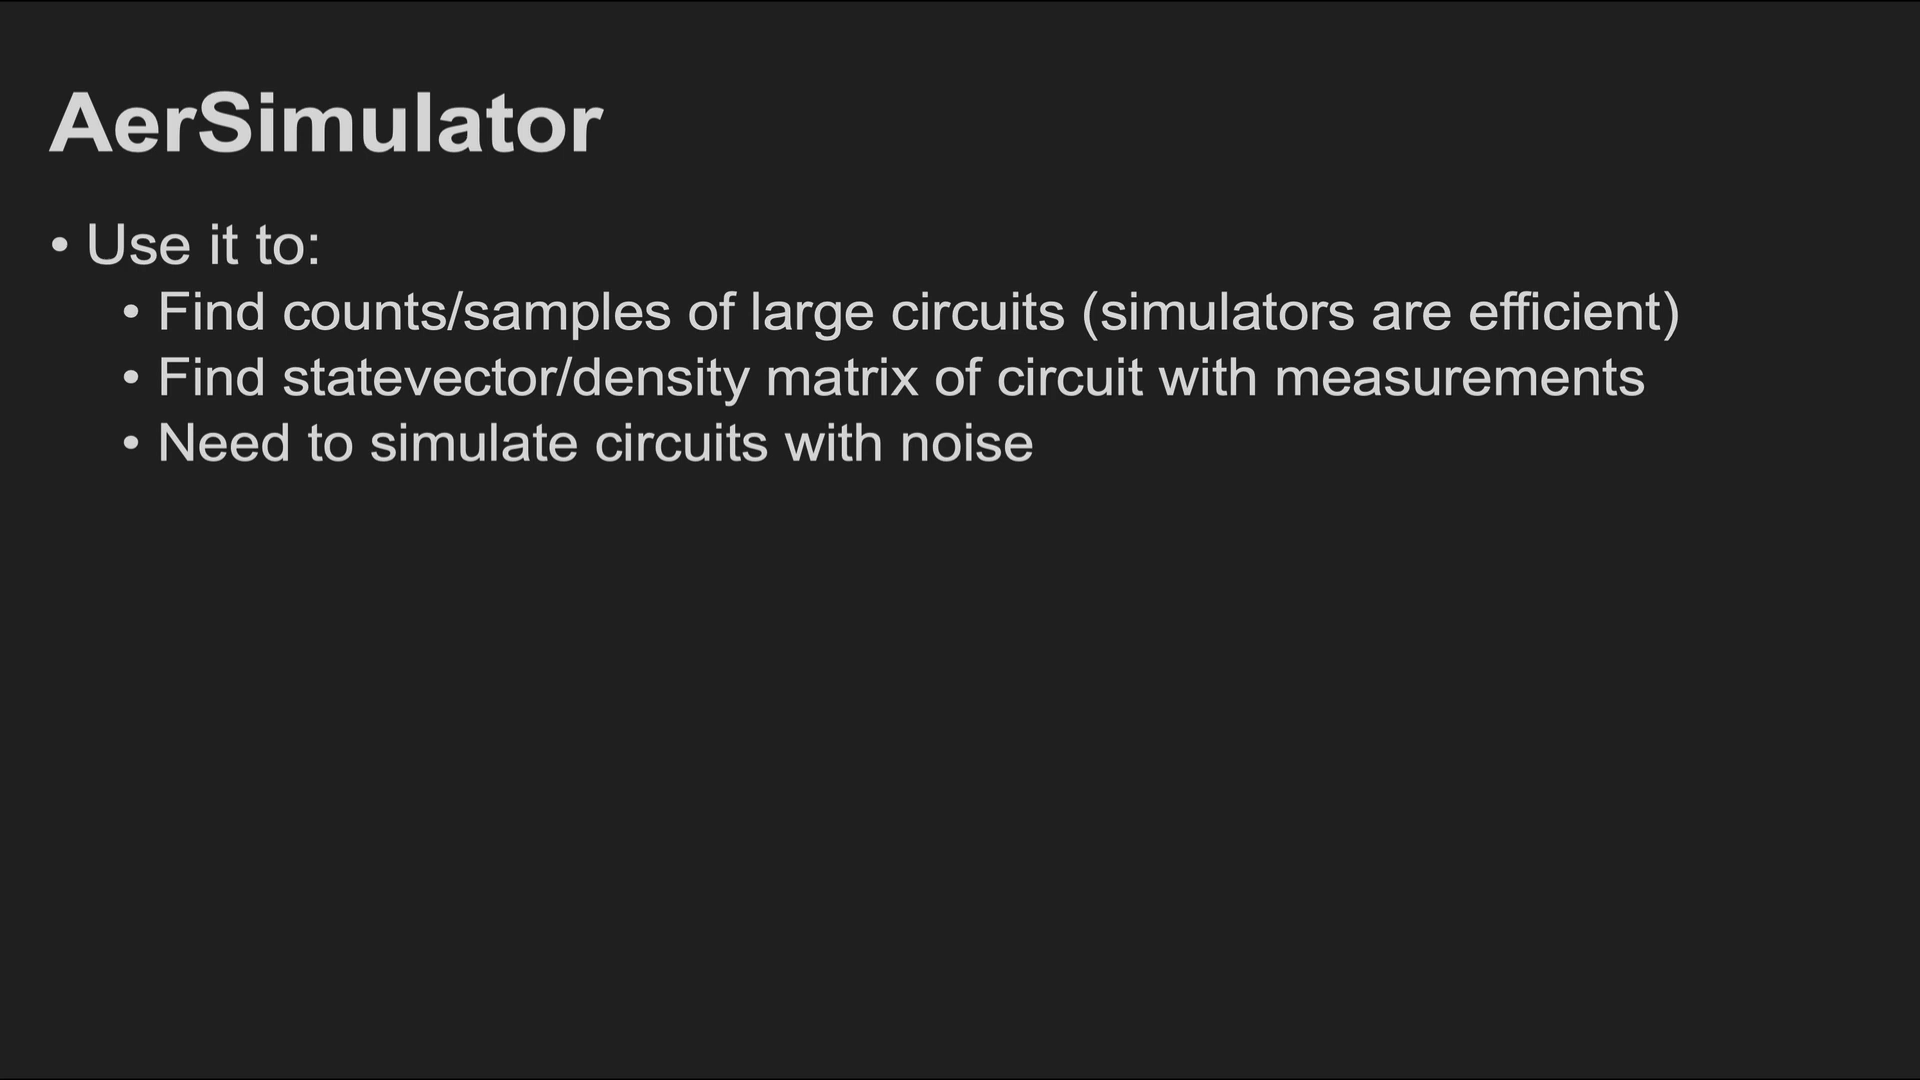 AerSimulator
• Use it to:
• Find counts/samples of large circuits (simulators are efficient)
• Find statevector/density matrix of circuit with measurements
• Need to simulate circuits with noise